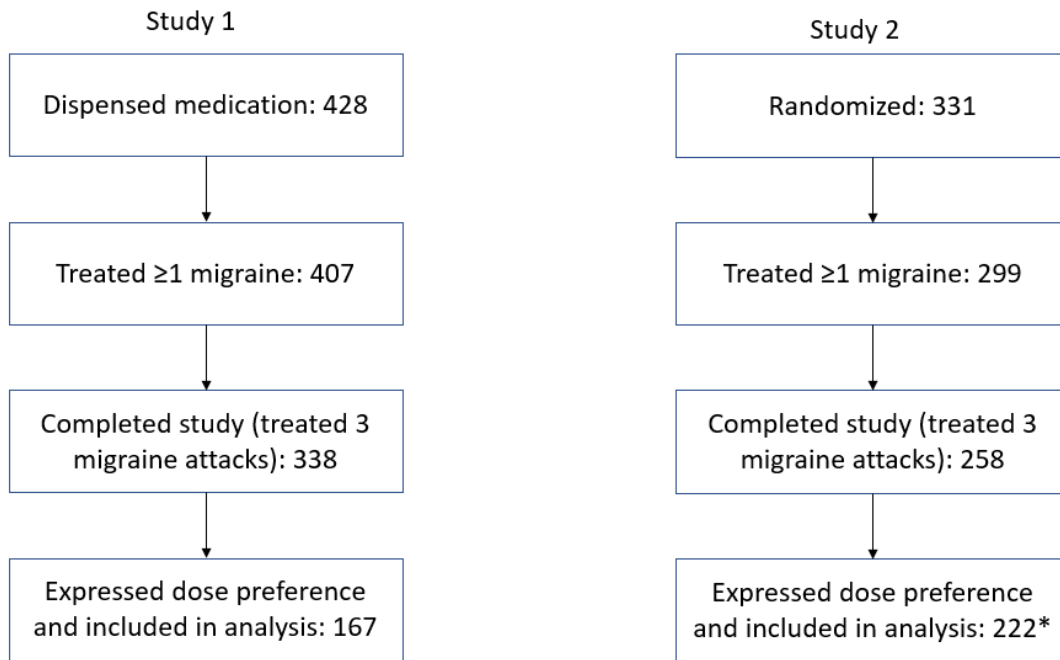 Study 1
Dispensed medication: 428
Treated ≥1 migraine: 407
Completed study (treated 3
migraine attacks): 338
Expressed dose preference
and included in analysis: 167
Study 2
Randomized: 331
Treated ≥1 migraine: 299
Completed study (treated 3
migraine attacks): 258
Expressed dose preference
and included in analysis: 222*